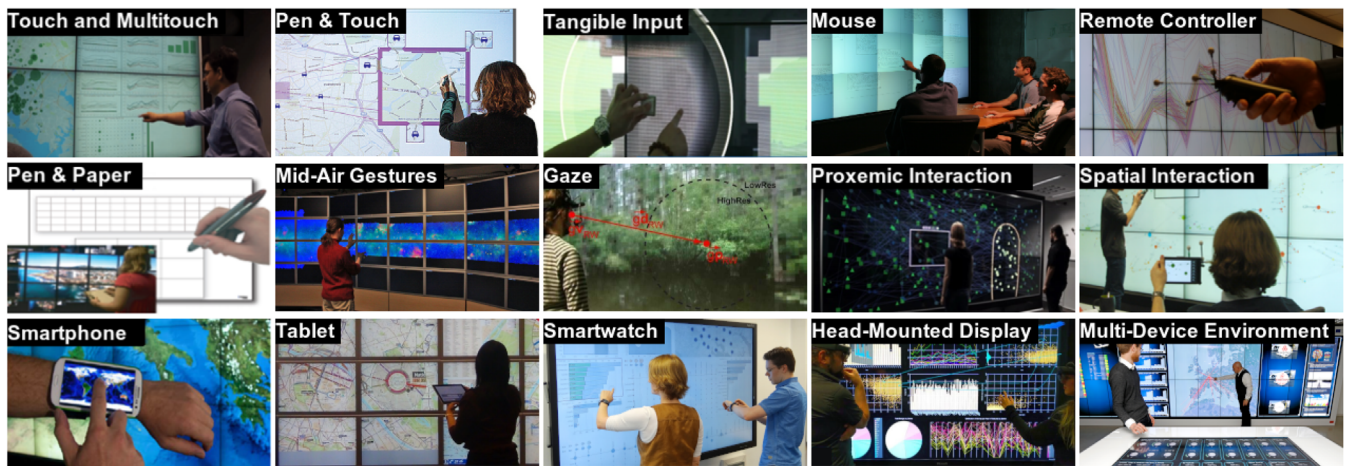 Touch and Multitouch
Pen & Touch
Tangible Input
Mouse
Remote Controller
Pen & Paper
Mid-Air Gestures
Gaze
LowRes
HighRes
Proxemic Interaction
Spatial Interaction
Smartphone
Tablet
Smartwatch
Head-Mounted Display
Multi-Device Environment